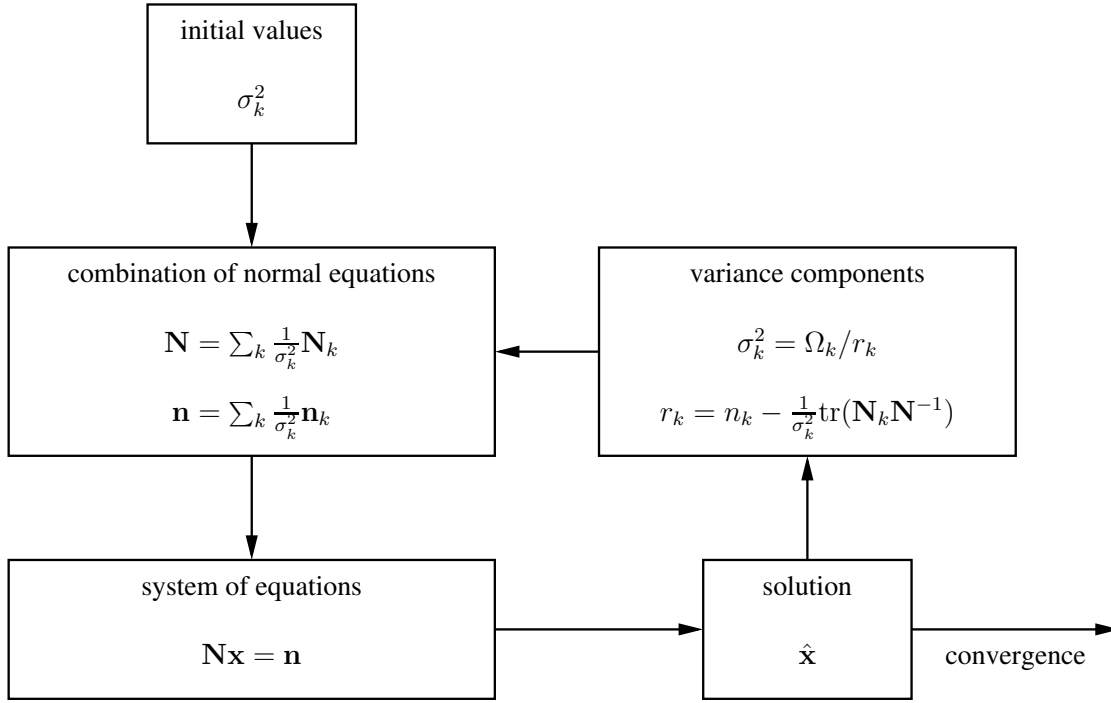 initial values
σ_k^2
combination of normal equations
𝐍 = ∑_k 1/σ_k^2 𝐍_k
𝐧 = ∑_k 1/σ_k^2 𝐧_k
variance components
σ_k^2 = Ω_k/r_k
r_k = n_k − 1/σ_k^2 tr(𝐍_k𝐍^−1)
system of equations
𝐍𝐱 = 𝐧
solution
𝐱̂
convergence